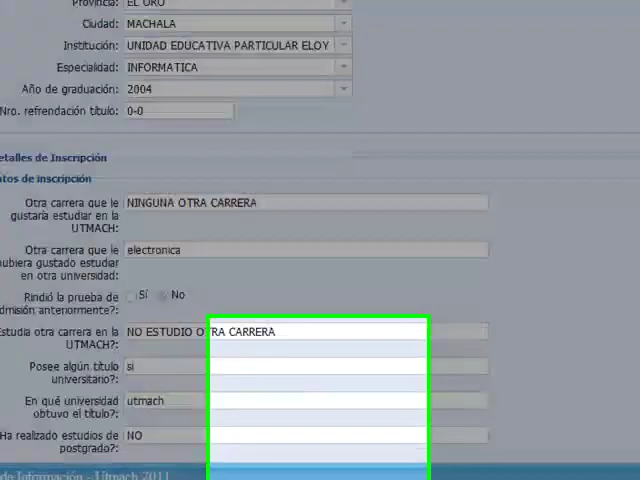 Provincia: EL ORO
Ciudad: MACHALA
Institución: UNIDAD EDUCATIVA PARTICULAR ELOY
Especialidad: INFORMATICA
Año de graduación: 2004
Nro. refrendación título: 0-0
etalles de Inscripción
atos de inscripción
Otra carrera que le NINGUNA OTRA CARRERA
gustaría estudiar en la
UTMACH:
Otra carrera que le electronica
hubiera gustado estudiar
en otra universidad:
Rindió la prueba de Sí No
dmisión anteriormente?:
Estudia otra carrera en la NO ESTUDIO OTRA CARRERA
UTMACH?:
Posee algún título si
universitario?:
En qué universidad utmach
obtuvo el título?:
Ha realizado estudios de NO
postgrado?:
de Información - Utmach 2011